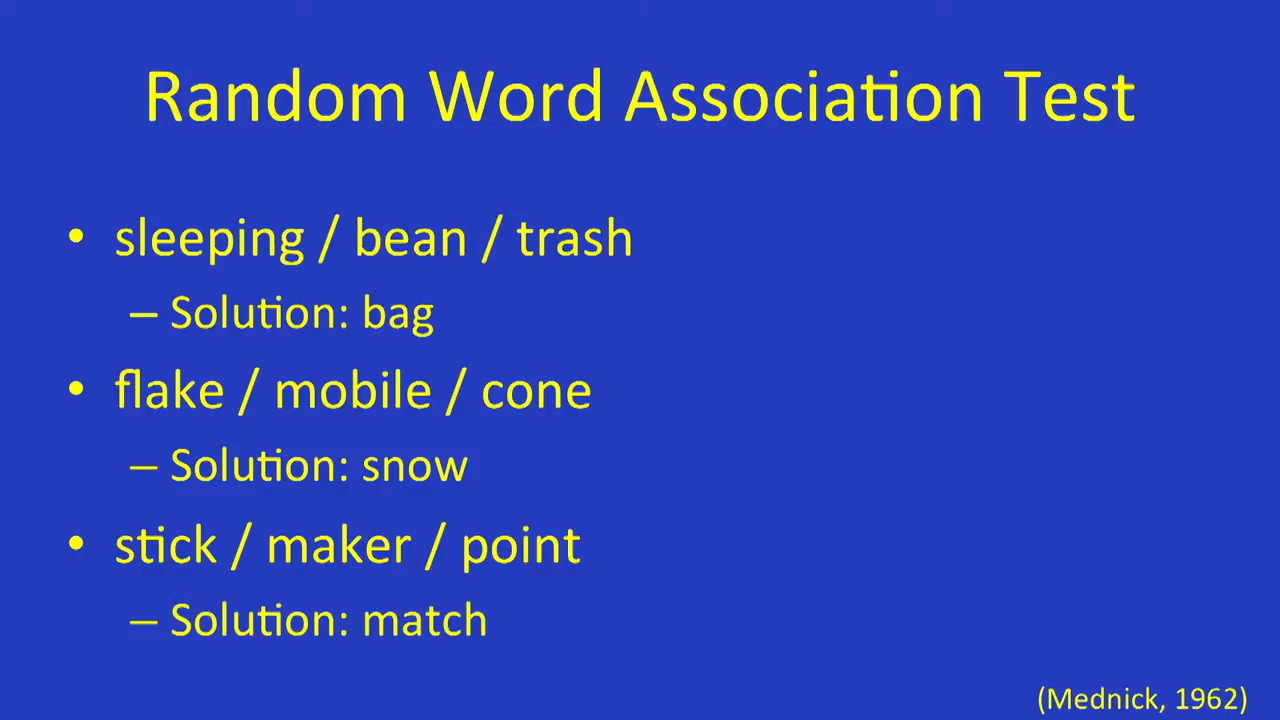 Random Word Association Test
• sleeping / bean / trash
– Solution: bag
• flake / mobile / cone
– Solution: snow
• stick / maker / point
– Solution: match
(Mednick, 1962)